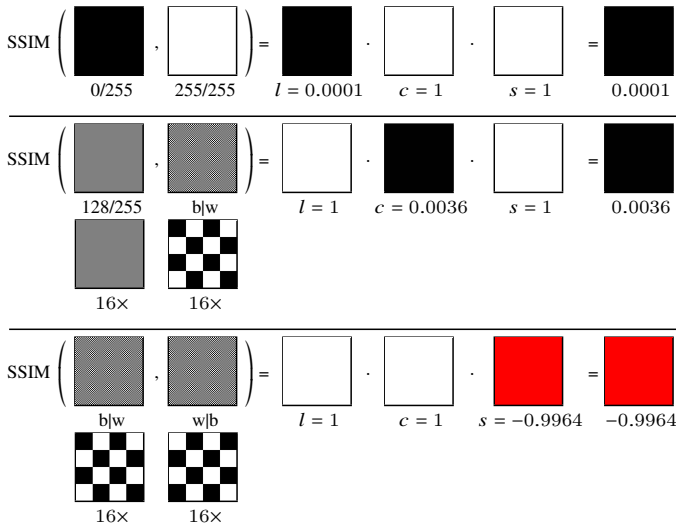 SSIM ( , ) = · · =
0/255 255/255 l = 0.0001 c = 1 s = 1 0.0001
SSIM ( , ) = · · =
128/255 b|w l = 1 c = 0.0036 s = 1 0.0036
16× 16×
SSIM ( , ) = · · =
b|w w|b l = 1 c = 1 s = −0.9964 −0.9964
16× 16×